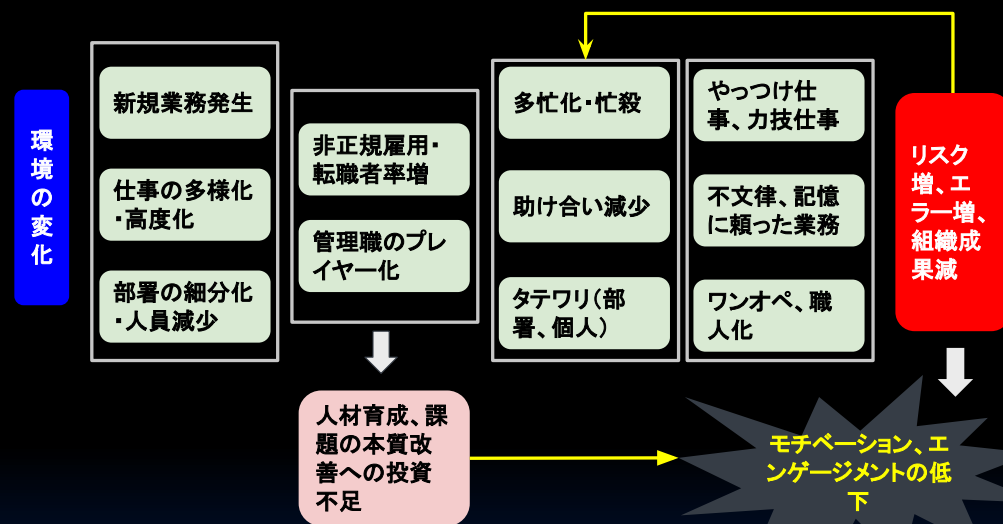 環
境
の
変
化
新規業務発生
仕事の多様化
・高度化
部署の細分化
・人員減少
非正規雇用・
転職者率増
管理職のプレ
イヤー化
多忙化・忙殺
助け合い減少
タテワリ（部
署、個人）
やっつけ仕
事、力技仕事
不文律、記憶
に頼った業務
ワンオペ、職
人化
リスク
増、エ
ラー増、
組織成
果減
人材育成、課
題の本質改
善への投資
不足
モチベーション、エ
ンゲージメントの低
下